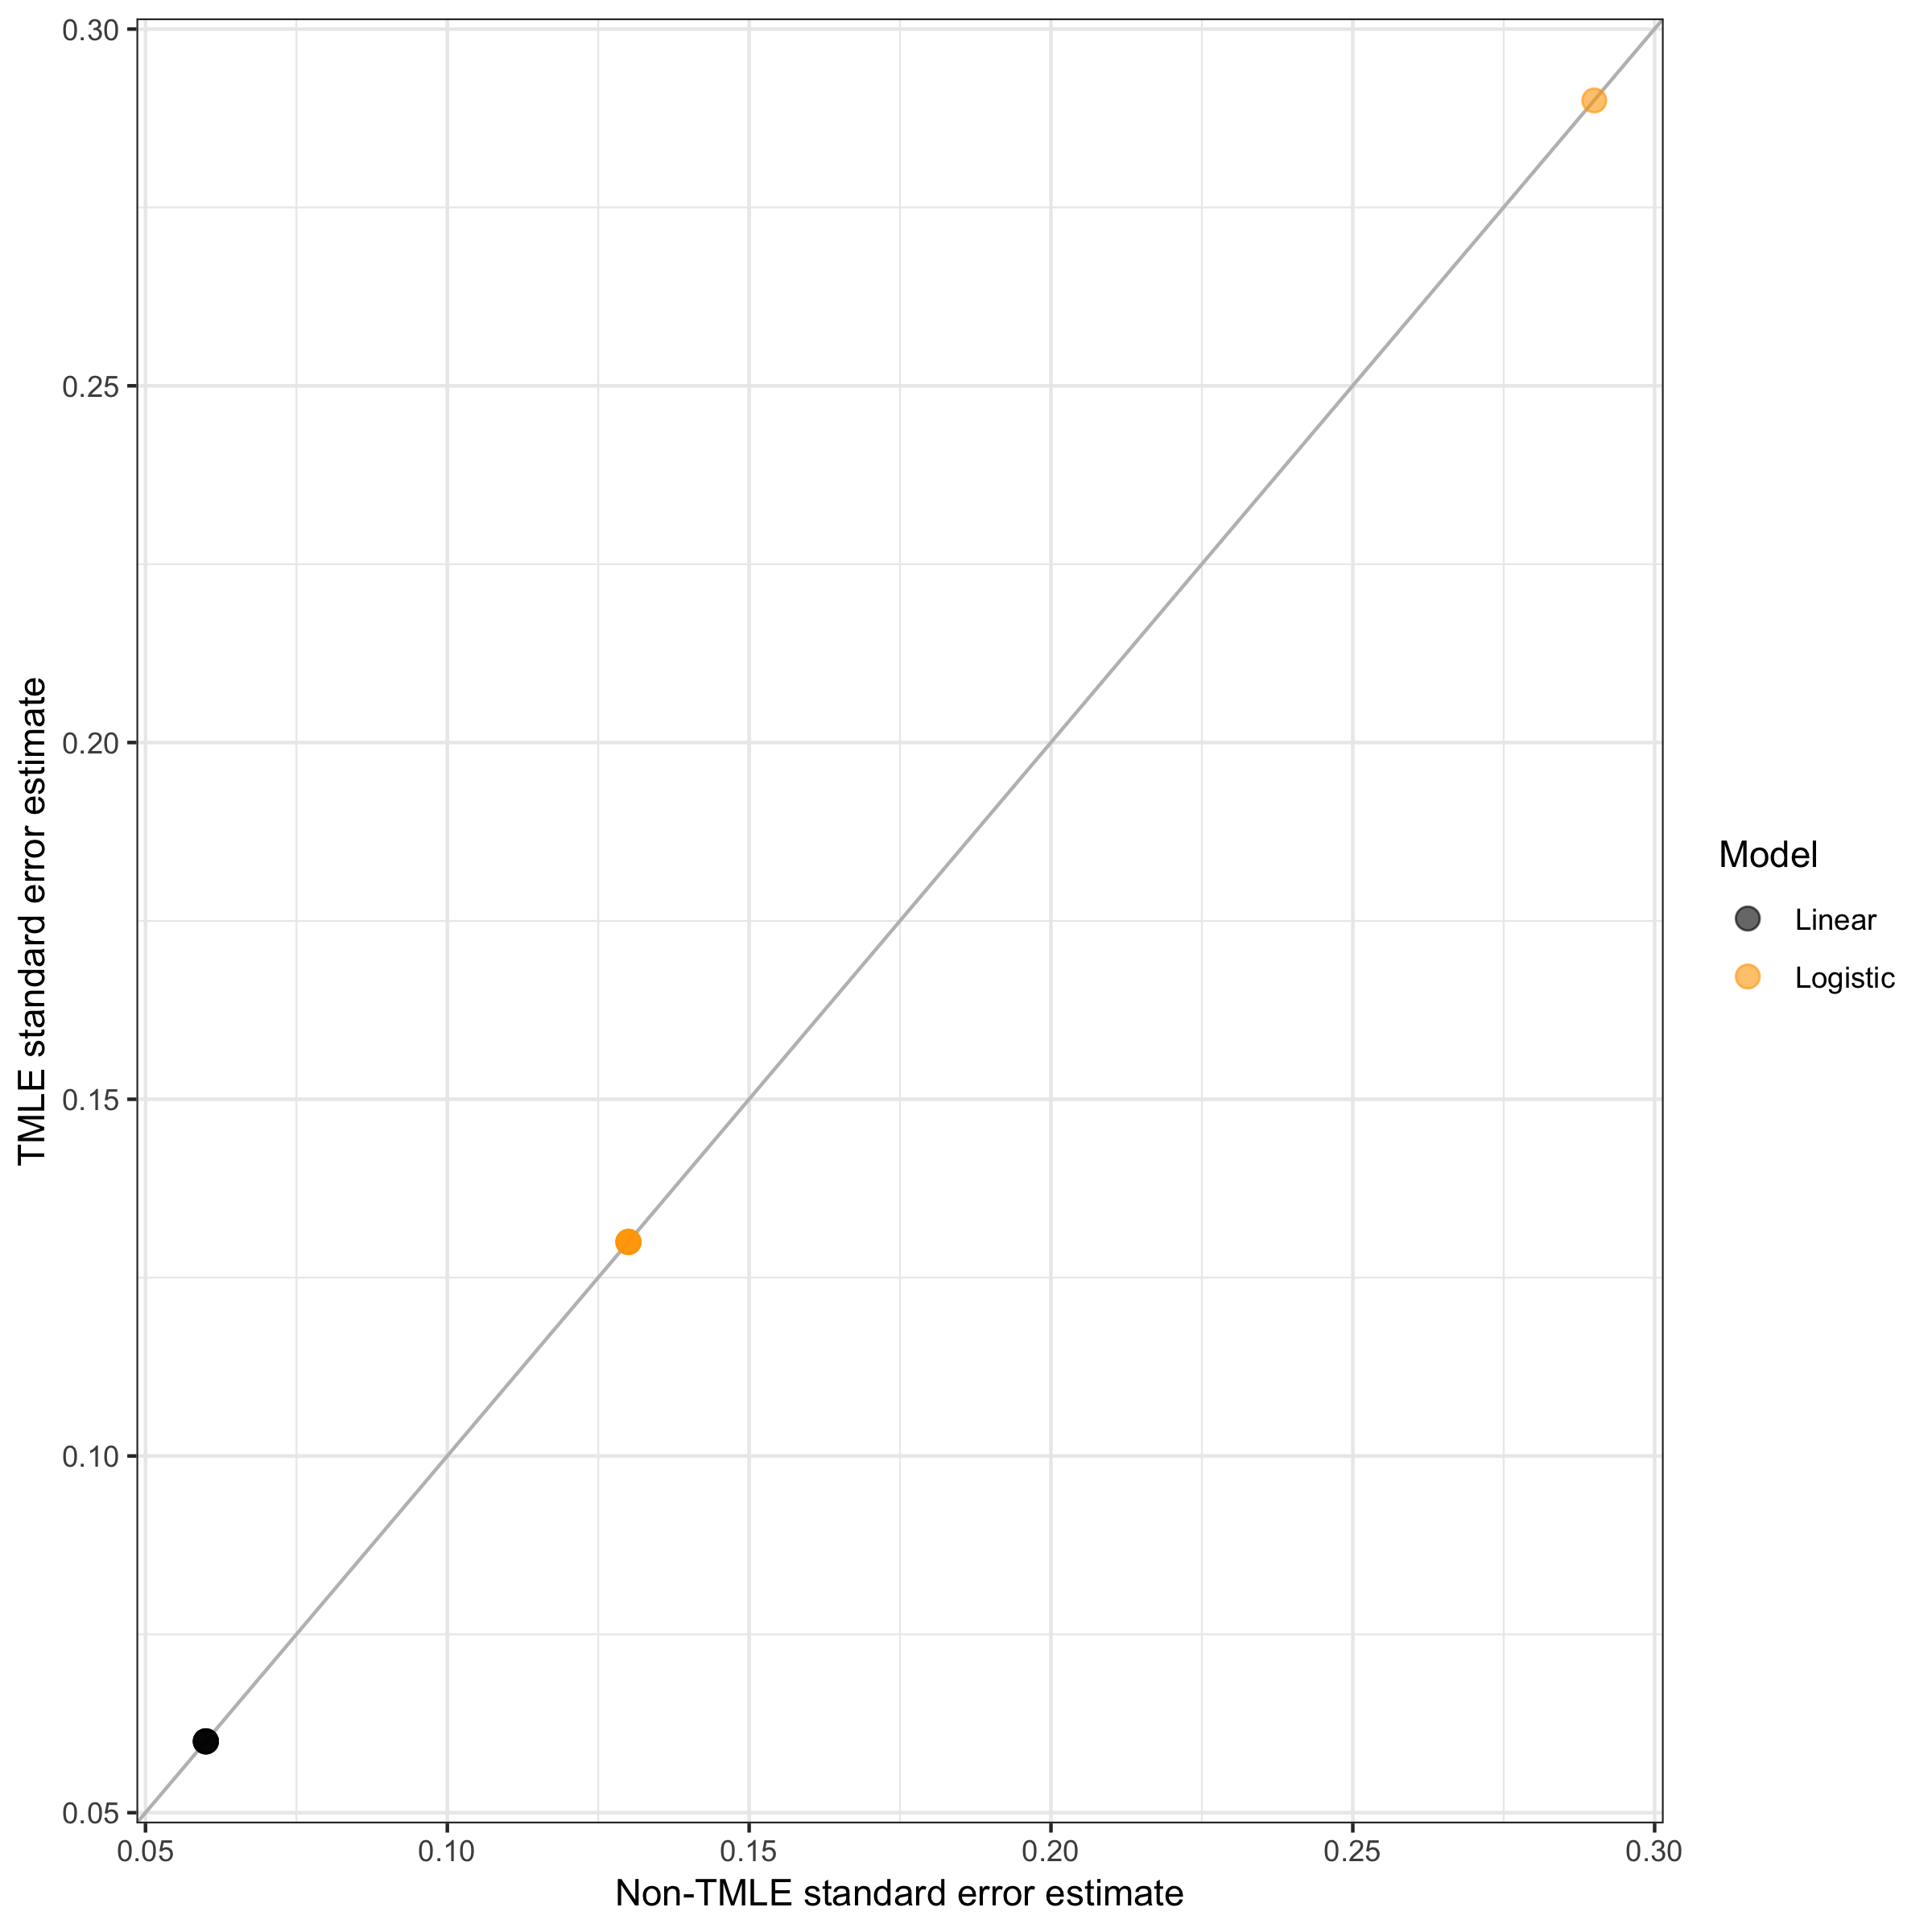 0.30
0.25
0.20
0.15
0.10
0.05
TMLE standard error estimate
0.05 0.10 0.15 0.20 0.25 0.30
Non-TMLE standard error estimate
Model
Linear
Logistic